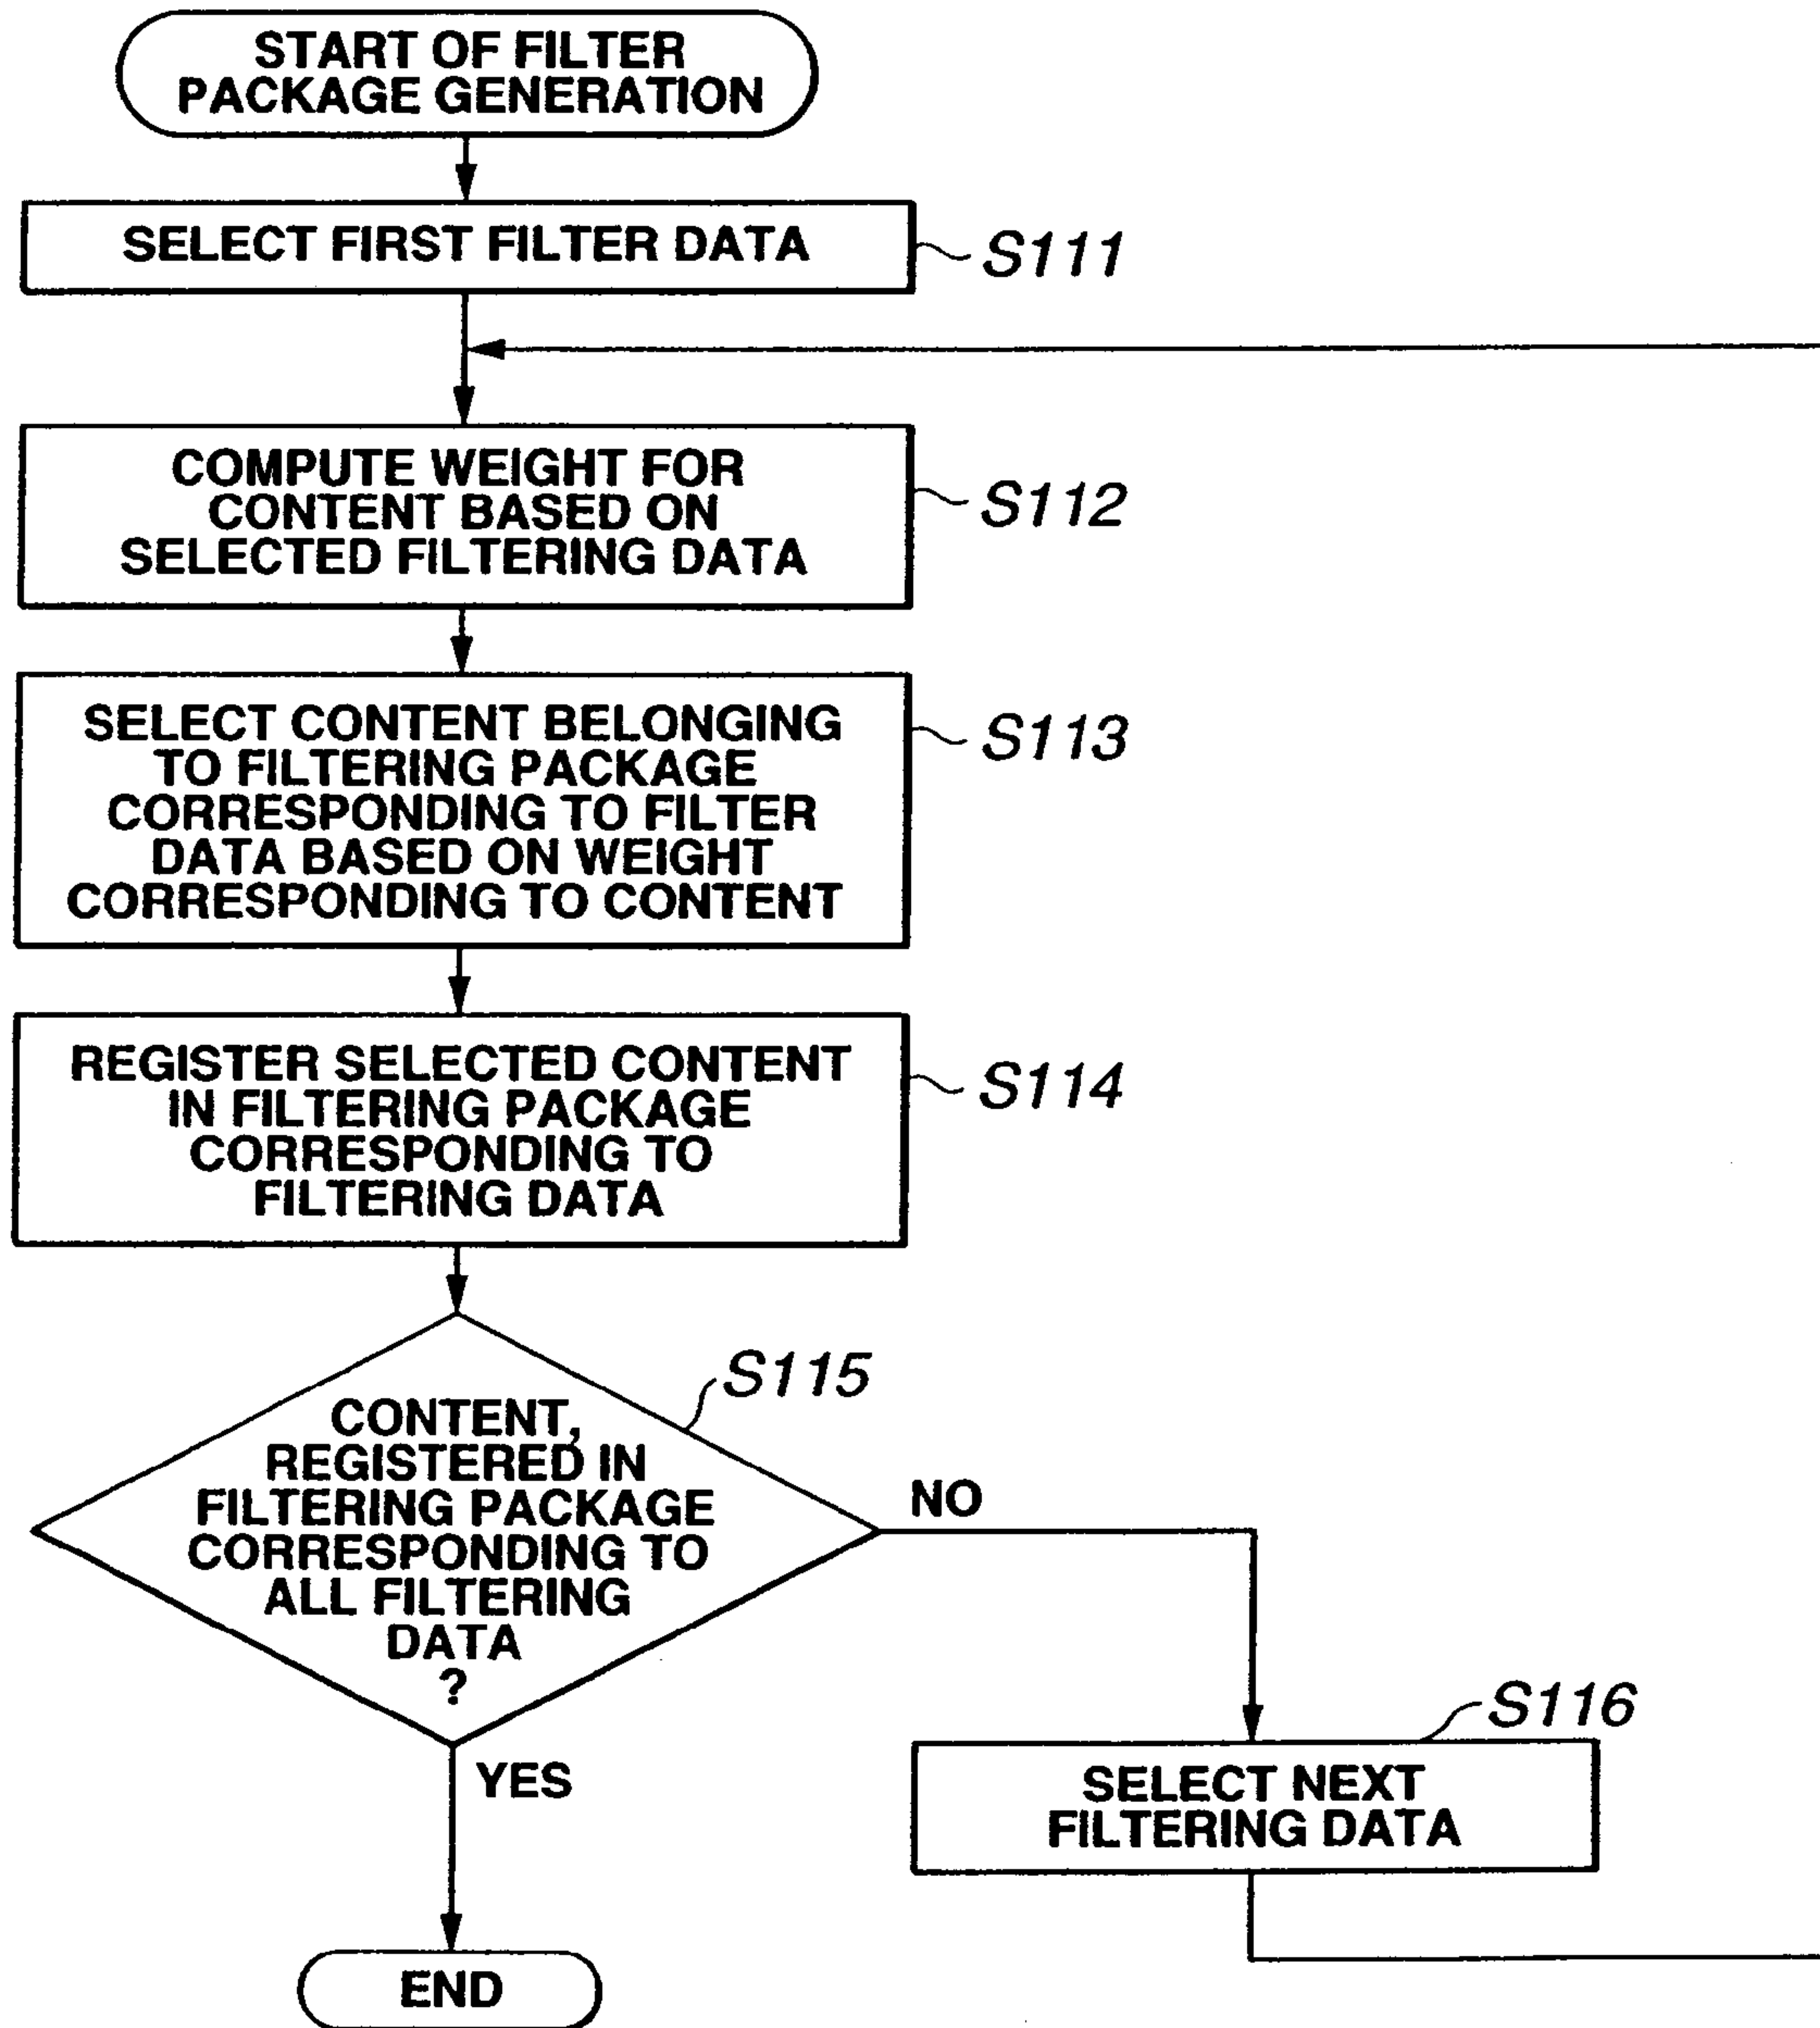 START OF FILTER
PACKAGE GENERATION
SELECT FIRST FILTER DATA
S111
COMPUTE WEIGHT FOR
CONTENT BASED ON
SELECTED FILTERING DATA
S112
SELECT CONTENT BELONGING
TO FILTERING PACKAGE
CORRESPONDING TO FILTER
DATA BASED ON WEIGHT
CORRESPONDING TO CONTENT
S113
REGISTER SELECTED CONTENT
IN FILTERING PACKAGE
CORRESPONDING TO
FILTERING DATA
S114
S115
CONTENT,
REGISTERED IN
FILTERING PACKAGE
CORRESPONDING TO
ALL FILTERING
DATA
?
NO
YES
S116
SELECT NEXT
FILTERING DATA
END